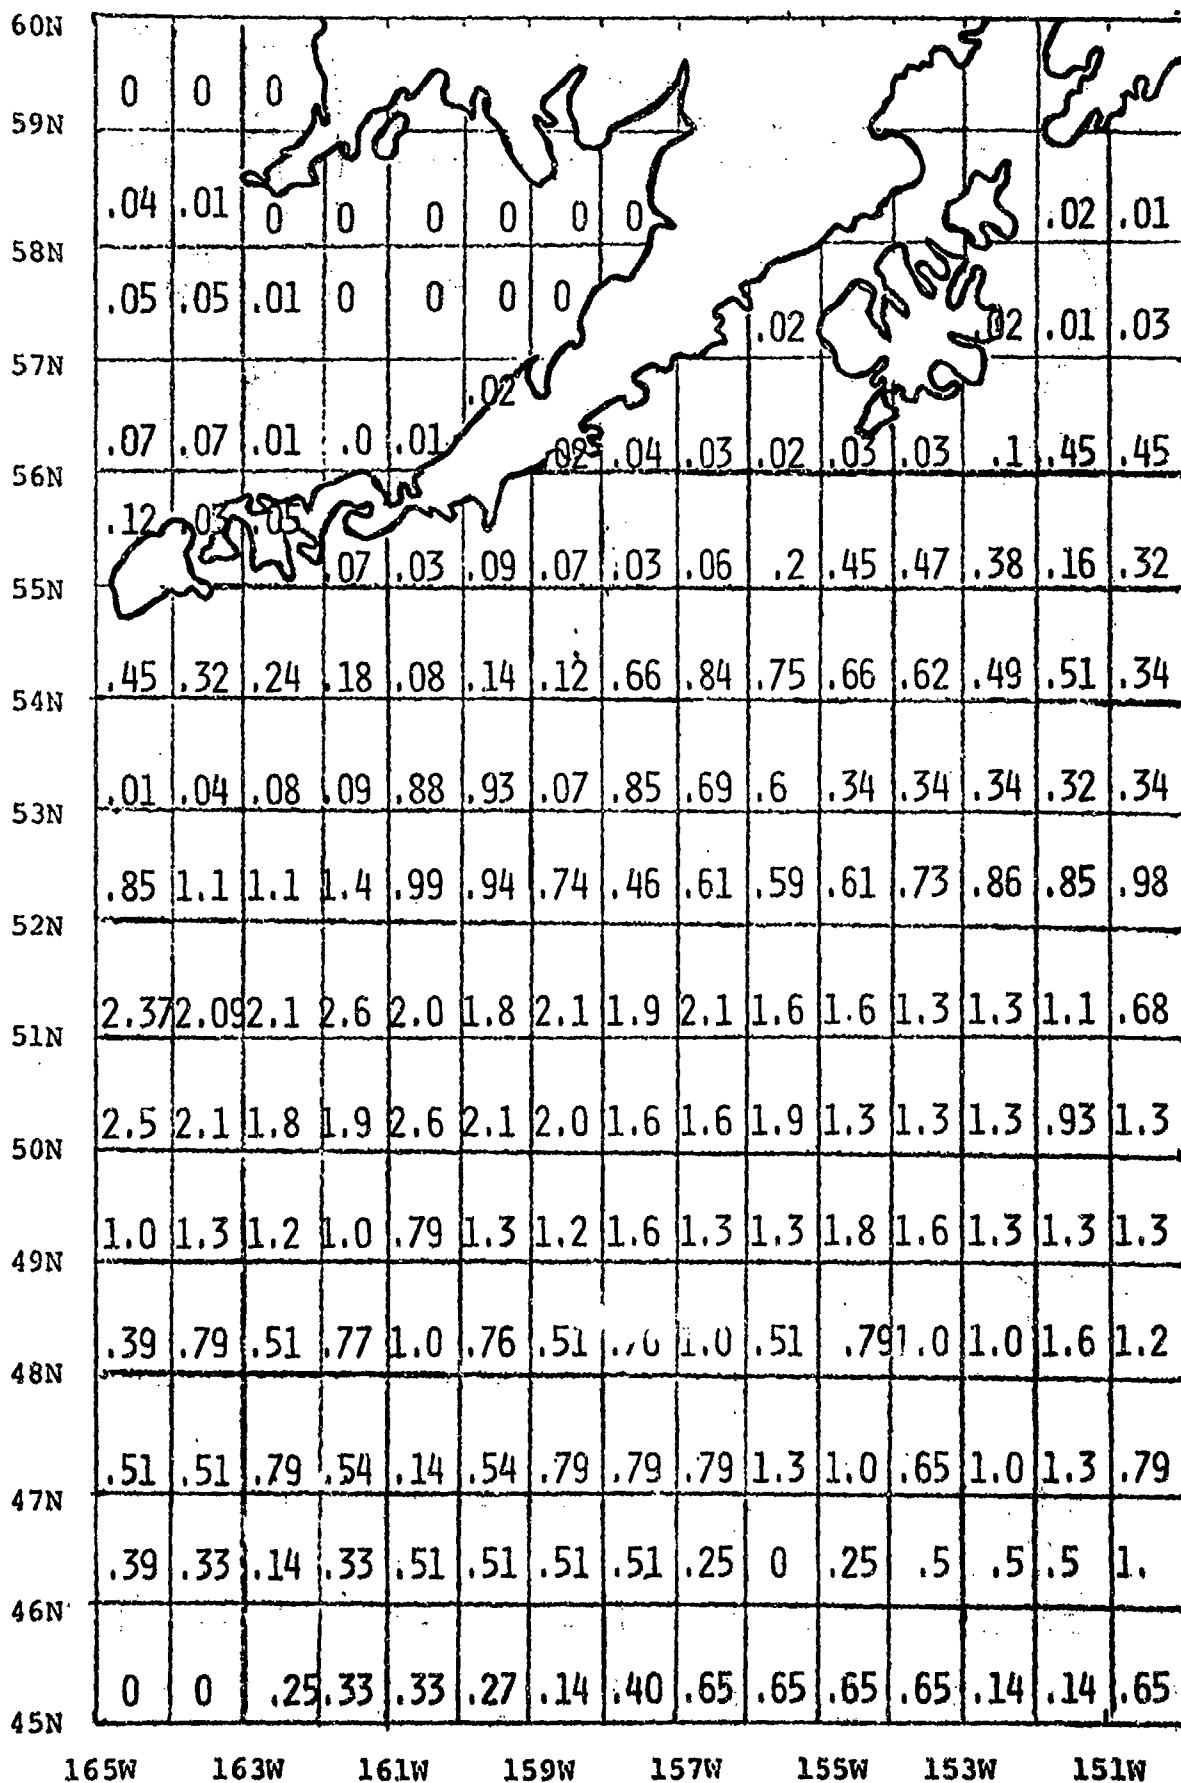 60N
0 0 0
59N
.04 .01 0 0 0 0 0 0 .02 .01
58N
.05 .05 .01 0 0 0 0 .02 02 .01 .03
57N
.02
.07 .07 .01 .0 .01 .04 .03 .02 .03 .03 .1 .45 .45
56N
.12 .05
.07 .03 .09 .07 .03 .06 .2 .45 .47 .38 .16 .32
55N
.45 .32 .24 .18 .08 .14 .12 .66 .84 .75 .66 .62 .49 .51 .34
54N
.01 .04 .08 .09 .88 .93 .07 .85 .69 .6 .34 .34 .34 .32 .34
53N
.85 1.1 1.1 1.4 .99 .94 .74 .46 .61 .59 .61 .73 .86 .85 .98
52N
2.37 2.09 2.1 2.6 2.0 1.8 2.1 1.9 2.1 1.6 1.6 1.3 1.3 1.1 .68
51N
2.5 2.1 1.8 1.9 2.6 2.1 2.0 1.6 1.6 1.9 1.3 1.3 1.3 .93 1.3
50N
1.0 1.3 1.2 1.0 .79 1.3 1.2 1.6 1.3 1.3 1.8 1.6 1.3 1.3 1.3
49N
.39 .79 .51 .77 1.0 .76 .51 1.0 .51 .79 1.0 1.0 1.6 1.2
48N
.51 .51 .79 .54 .14 .54 .79 .79 .79 1.3 1.0 .65 1.0 1.3 .79
47N
.39 .33 .14 .33 .51 .51 .51 .51 .25 0 .25 .5 .5 .5 1.
46N
0 0 .25 .33 .33 .27 .14 .40 .65 .65 .65 .65 .14 .14 .65
45N
165W 163W 161W 159W 157W 155W 153W 151W